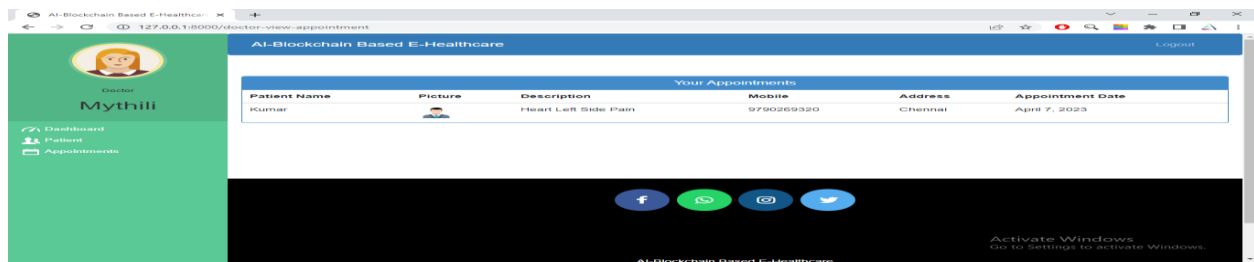 AI-Blockchain Based E-Healthcar
127.0.0.1:8000/doctor-view-appointment
AI-Blockchain Based E-Healthcare
Logout
Doctor
Mythili
Dashboard
Patient
Appointments
Your Appointments
Patient Name Picture Description Mobile Address Appointment Date
Kumar Heart Left Side Pain 9790269320 Chennai April 7, 2023
Activate Windows
Go to Settings to activate Windows.
AI-Blockchain Based E-Healthcare